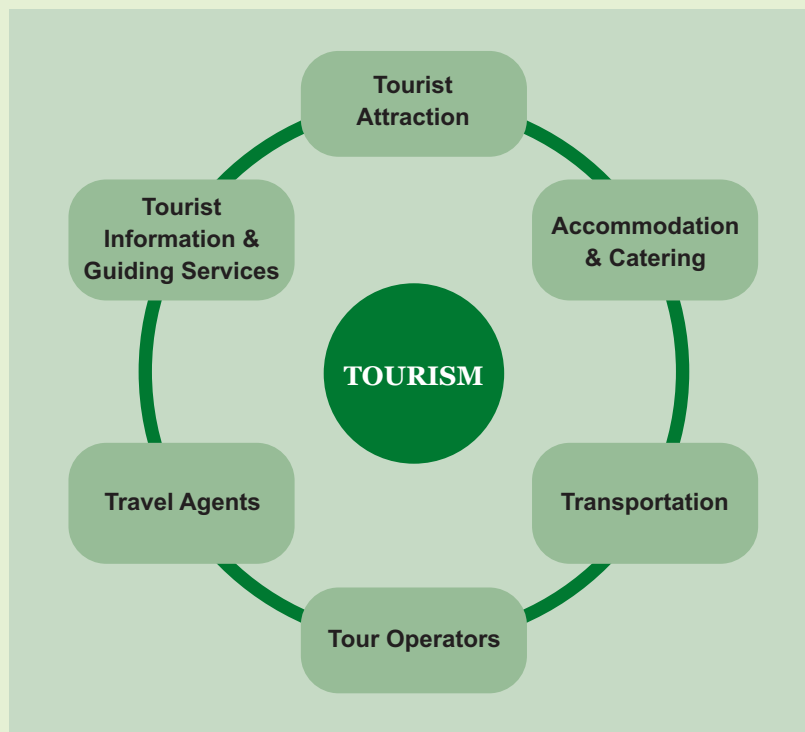 Tourist
Attraction
Tourist
Information &
Guiding Services
Accommodation
& Catering
TOURISM
Travel Agents
Transportation
Tour Operators